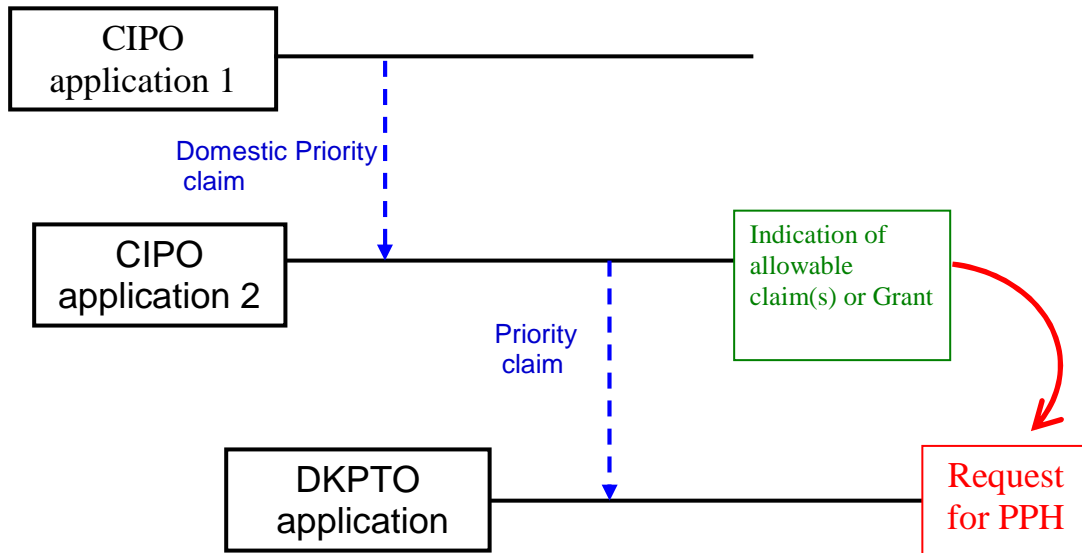 CIPO
application 1
Domestic Priority
claim
CIPO
application 2
Indication of
allowable
claim(s) or Grant
Priority
claim
DKPTO
application
Request
for PPH